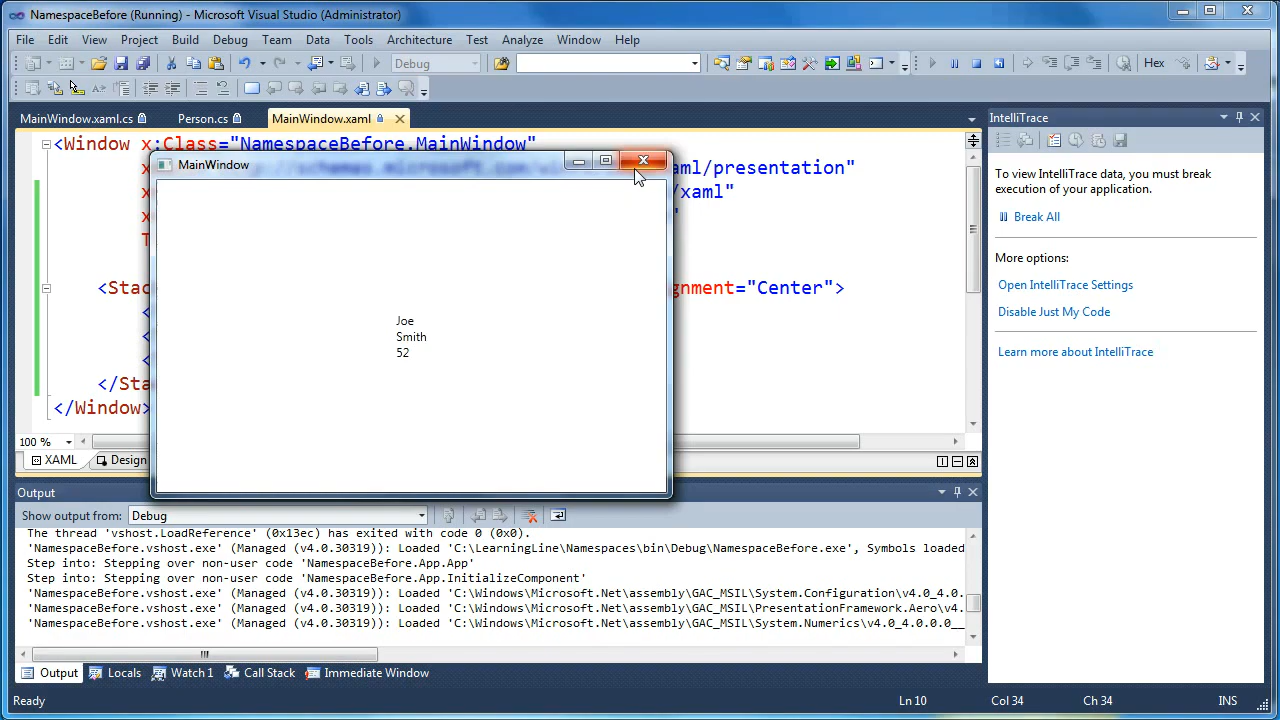 NamespaceBefore (Running) - Microsoft Visual Studio (Administrator)
File Edit View Project Build Debug Team Data Tools Architecture Test Analyze Window Help
Debug Hex
MainWindow.xaml.cs Person.cs MainWindow.xaml
<Window x:Class="NamespaceBefore.MainWindow"
x aml/presentation"
x /xaml"
x "
T
<Stac gnment="Center">
<
<
<
</Sta
</Window>
MainWindow
Joe
Smith
52
100 %
XAML Design
Output
Show output from: Debug
The thread 'vshost.LoadReference' (0x13ec) has exited with code 0 (0x0).
'NamespaceBefore.vshost.exe' (Managed (v4.0.30319)): Loaded 'C:\LearningLine\Namespaces\bin\Debug\NamespaceBefore.exe', Symbols loaded
Step into: Stepping over non-user code 'NamespaceBefore.App.App'
Step into: Stepping over non-user code 'NamespaceBefore.App.InitializeComponent'
'NamespaceBefore.vshost.exe' (Managed (v4.0.30319)): Loaded 'C:\Windows\Microsoft.Net\assembly\GAC_MSIL\System.Configuration\v4.0_4.0.
'NamespaceBefore.vshost.exe' (Managed (v4.0.30319)): Loaded 'C:\Windows\Microsoft.Net\assembly\GAC_MSIL\PresentationFramework.Aero\v4.
'NamespaceBefore.vshost.exe' (Managed (v4.0.30319)): Loaded 'C:\Windows\Microsoft.Net\assembly\GAC_MSIL\System.Numerics\v4.0_4.0.0.0__
Output Locals Watch 1 Call Stack Immediate Window
IntelliTrace
To view IntelliTrace data, you must break
execution of your application.
Break All
More options:
Open IntelliTrace Settings
Disable Just My Code
Learn more about IntelliTrace
Ready Ln 10 Col 34 Ch 34 INS